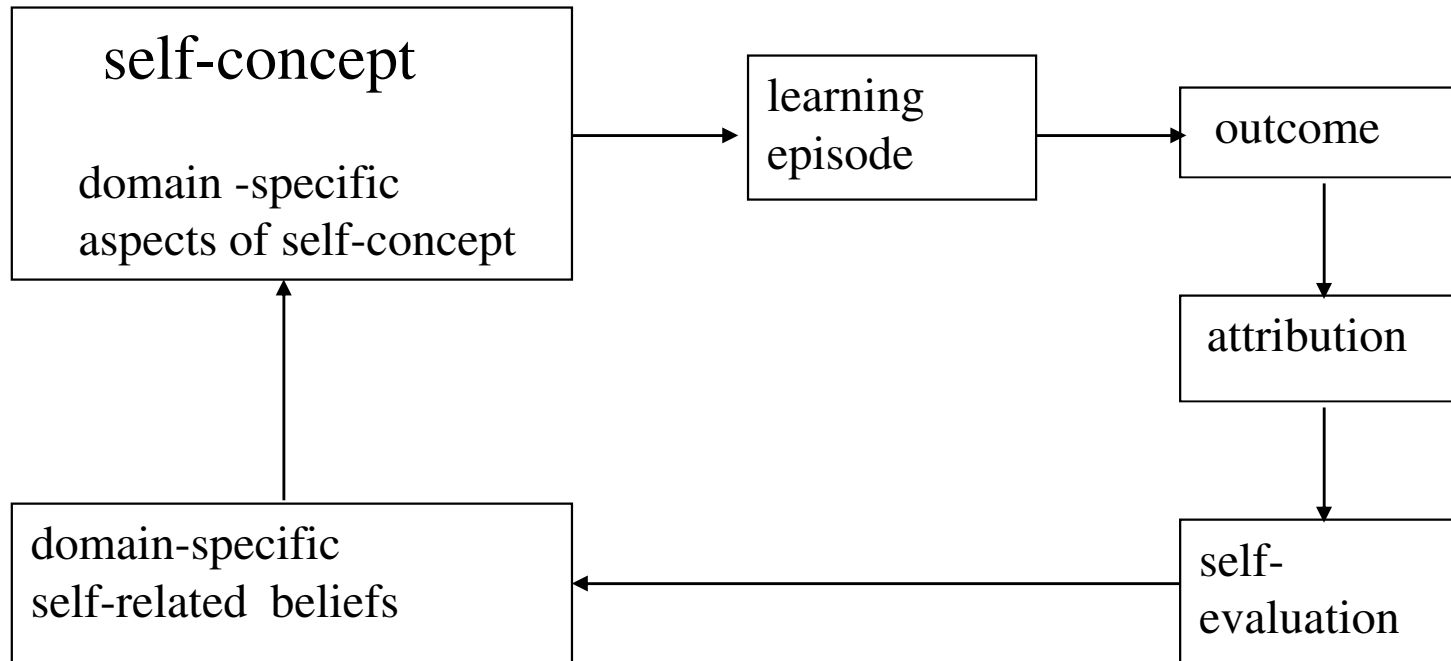 self-concept
domain -specific
aspects of self-concept
learning
episode
outcome
attribution
self-
evaluation
domain-specific
self-related  beliefs